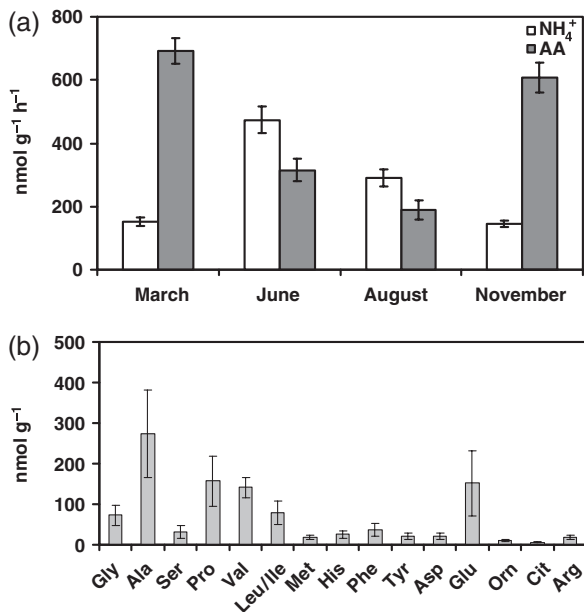 (a)
800
600
400
200
0
nmol g⁻¹ h⁻¹
NH₄⁺
AA
March June August November
(b)
500
400
300
200
100
0
nmol g⁻¹
Gly Ala Ser Pro Val Leu/Ile Met His Phe Tyr Asp Glu Orn Cit Arg